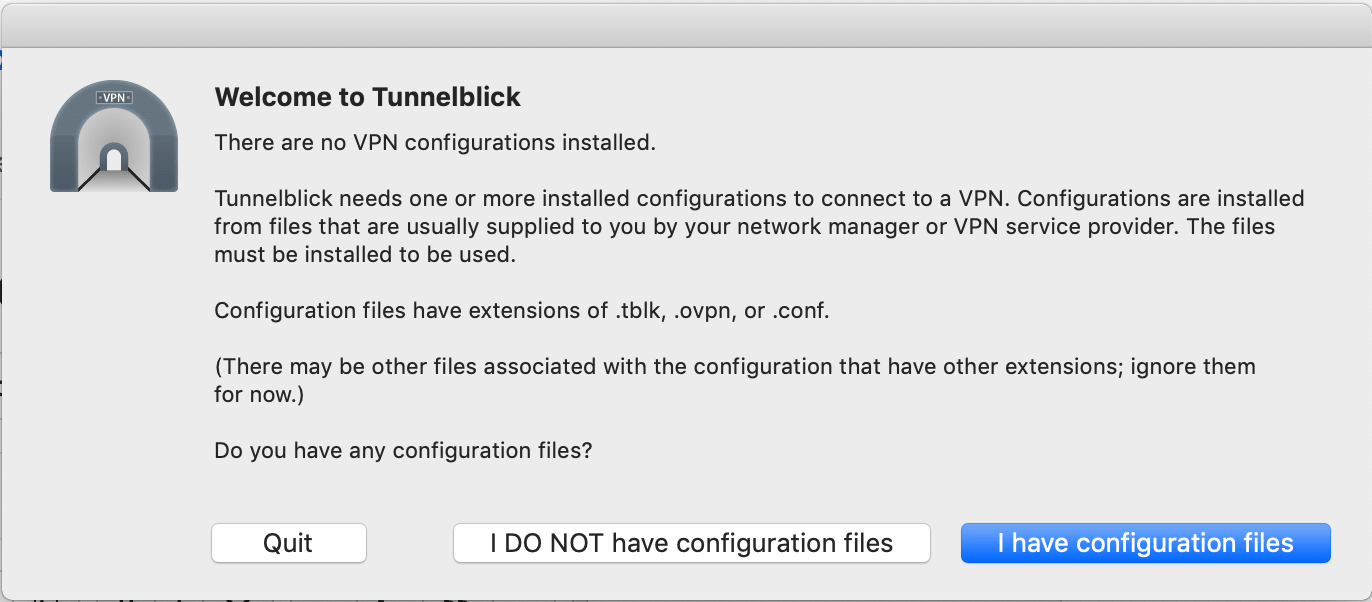 VPN
Welcome to Tunnelblick
There are no VPN configurations installed.
Tunnelblick needs one or more installed configurations to connect to a VPN. Configurations are installed
from files that are usually supplied to you by your network manager or VPN service provider. The files
must be installed to be used.
Configuration files have extensions of .tblk, .ovpn, or .conf.
(There may be other files associated with the configuration that have other extensions; ignore them
for now.)
Do you have any configuration files?
Quit
I DO NOT have configuration files
I have configuration files